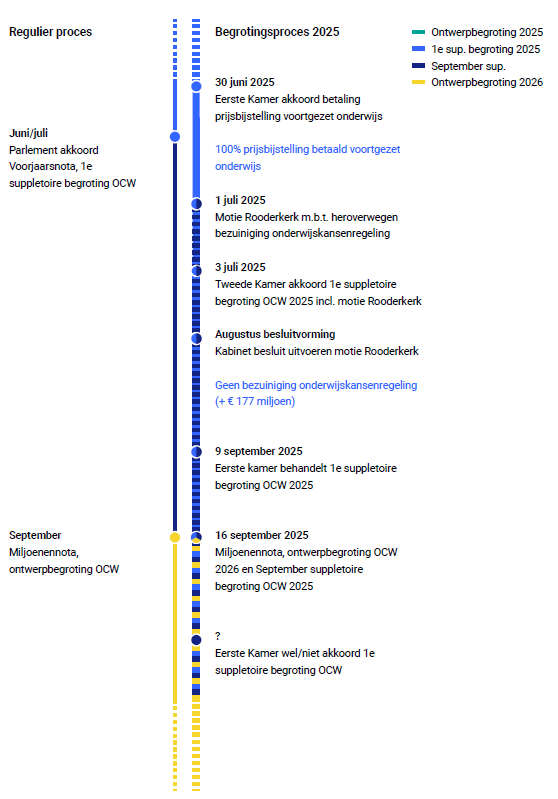 Regulier proces
Begrotingsproces 2025
Ontwerpbegroting 2025
1e sup. begroting 2025
September sup.
Ontwerpbegroting 2026
30 juni 2025
Eerste Kamer akkoord betaling
prijsbijstelling voortgezet onderwijs
100% prijsbijstelling betaald voortgezet
onderwijs
Juni/juli
Parlement akkoord
Voorjaarsnota, 1e
suppletoire begroting OCW
1 juli 2025
Motie Rooderkerk m.b.t. heroverwegen
bezuiniging onderwijskansenregeling
3 juli 2025
Tweede Kamer akkoord 1e suppletoire
begroting OCW 2025 incl. motie Rooderkerk
Augustus besluitvorming
Kabinet besluit uitvoeren motie Rooderkerk
Geen bezuiniging onderwijskansenregeling
(+ € 177 miljoen)
9 september 2025
Eerste kamer behandelt 1e suppletoire
begroting OCW 2025
September
Miljoenennota,
ontwerpbegroting OCW
16 september 2025
Miljoenennota, ontwerpbegroting OCW
2026 en September suppletoire
begroting OCW 2025
?
Eerste Kamer wel/niet akkoord 1e
suppletoire begroting OCW